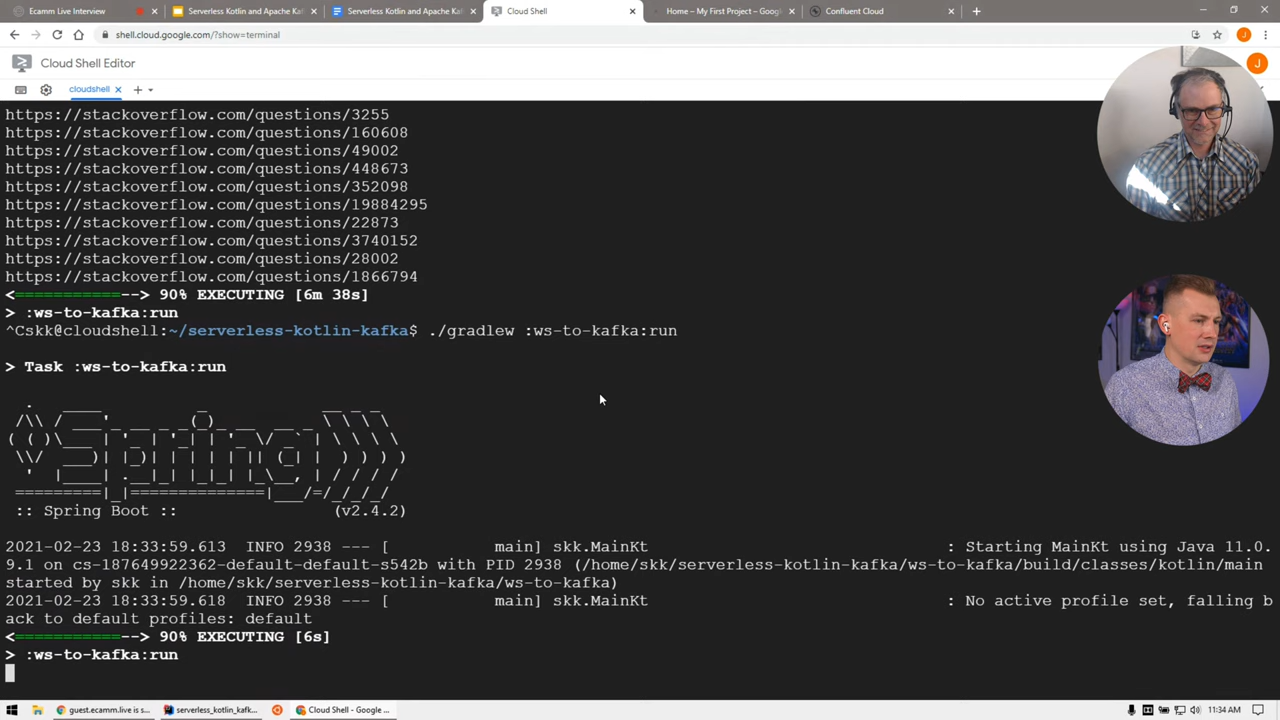 Ecamm Live Interview
Serverless Kotlin and Apache Kaf
Serverless Kotlin and Apache Kaf
Cloud Shell
Home – My First Project – Googl
Confluent Cloud
shell.cloud.google.com/?show=terminal
J
Cloud Shell Editor
J
cloudshell
https://stackoverflow.com/questions/3255
https://stackoverflow.com/questions/160608
https://stackoverflow.com/questions/49002
https://stackoverflow.com/questions/448673
https://stackoverflow.com/questions/352098
https://stackoverflow.com/questions/19884295
https://stackoverflow.com/questions/22873
https://stackoverflow.com/questions/3740152
https://stackoverflow.com/questions/28002
https://stackoverflow.com/questions/1866794
<===========--> 90% EXECUTING [6m 38s]
> :ws-to-kafka:run
^Cskk@cloudshell:~/serverless-kotlin-kafka$ ./gradlew :ws-to-kafka:run
> Task :ws-to-kafka:run
Spring
:: Spring Boot :: (v2.4.2)
2021-02-23 18:33:59.613 INFO 2938 --- [ main] skk.MainKt : Starting MainKt using Java 11.0.
9.1 on cs-187649922362-default-default-s542b with PID 2938 (/home/skk/serverless-kotlin-kafka/ws-to-kafka/build/classes/kotlin/main
started by skk in /home/skk/serverless-kotlin-kafka/ws-to-kafka)
2021-02-23 18:33:59.618 INFO 2938 --- [ main] skk.MainKt : No active profile set, falling b
ack to default profiles: default
<===========--> 90% EXECUTING [6s]
> :ws-to-kafka:run
guest.ecamm.live is s...
serverless_kotlin_kafk...
Cloud Shell - Google ...
11:34 AM